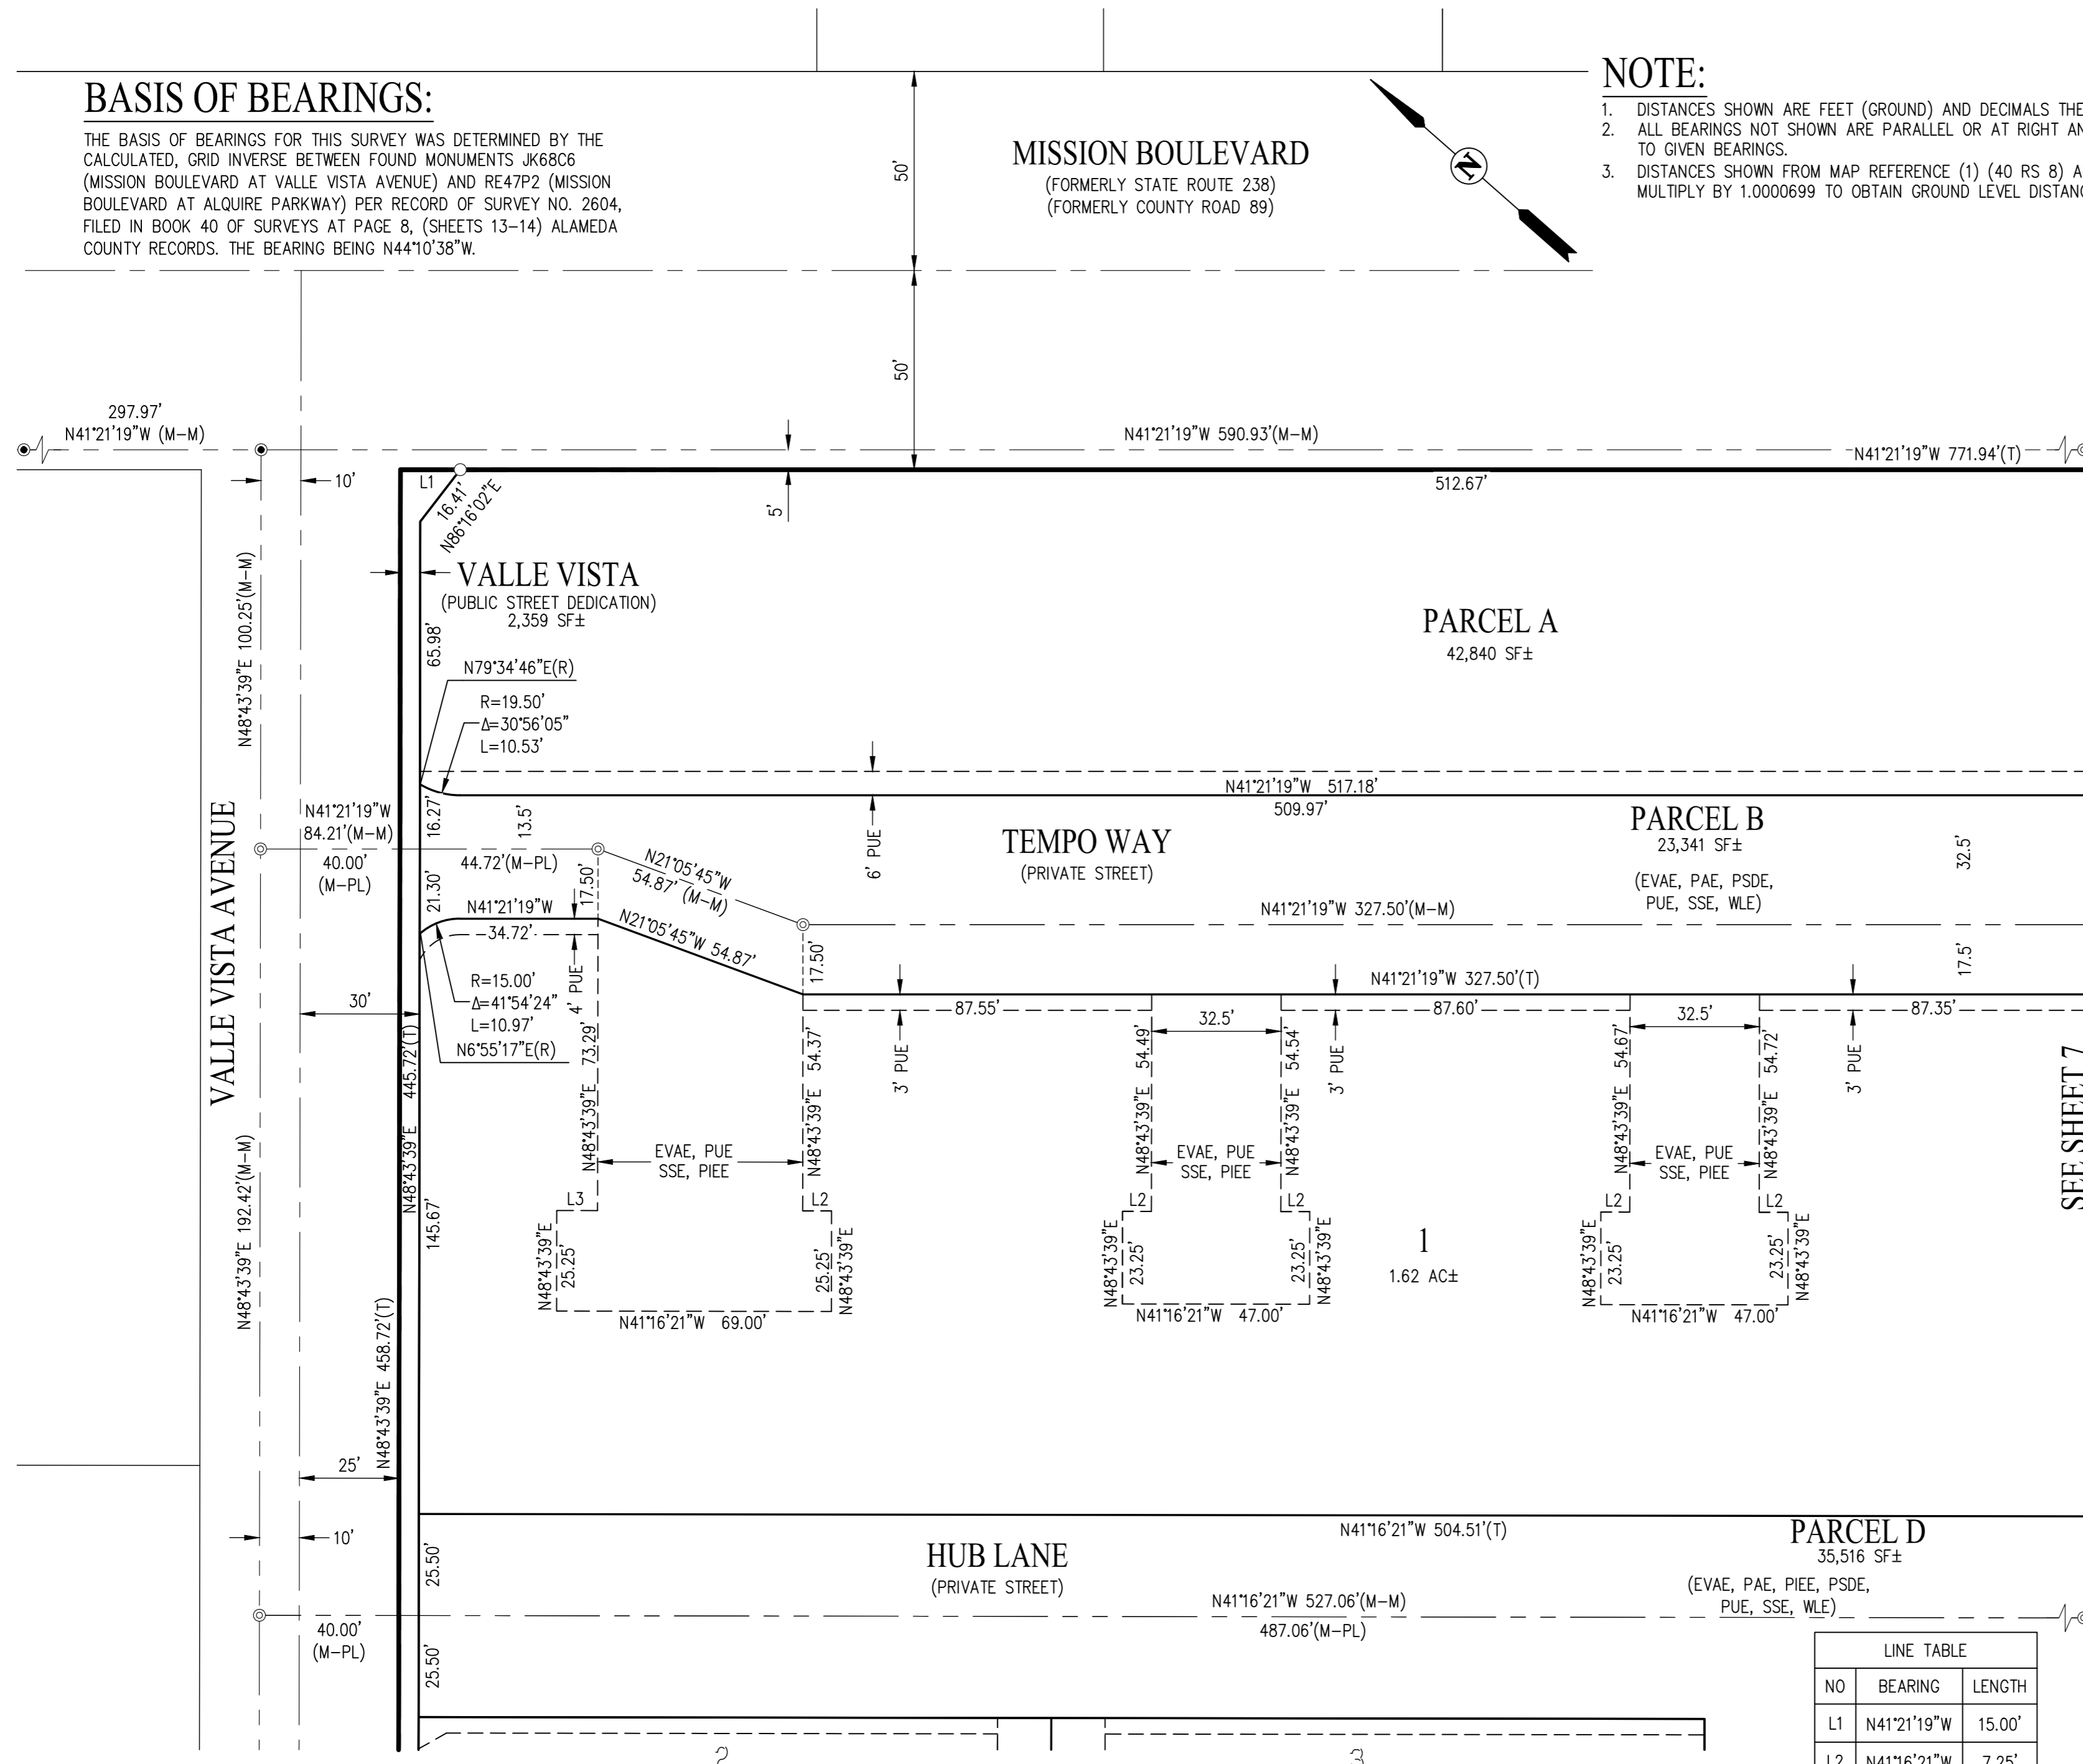 BASIS OF BEARINGS:
THE BASIS OF BEARINGS FOR THIS SURVEY WAS DETERMINED BY THE
CALCULATED, GRID INVERSE BETWEEN FOUND MONUMENTS JK68C6
(MISSION BOULEVARD AT VALLE VISTA AVENUE) AND RE47P2 (MISSION
BOULEVARD AT ALQUIRE PARKWAY) PER RECORD OF SURVEY NO. 2604,
FILED IN BOOK 40 OF SURVEYS AT PAGE 8, (SHEETS 13-14) ALAMEDA
COUNTY RECORDS. THE BEARING BEING N44°10'38"W.
50'
MISSION BOULEVARD
(FORMERLY STATE ROUTE 238)
(FORMERLY COUNTY ROAD 89)
N
NOTE:
1. DISTANCES SHOWN ARE FEET (GROUND) AND DECIMALS THE
2. ALL BEARINGS NOT SHOWN ARE PARALLEL OR AT RIGHT AN
TO GIVEN BEARINGS.
3. DISTANCES SHOWN FROM MAP REFERENCE (1) (40 RS 8) A
MULTIPLY BY 1.0000699 TO OBTAIN GROUND LEVEL DISTAN
50'
297.97'
N41°21'19"W (M-M)
N41°21'19"W 590.93'(M-M)
N41°21'19"W 771.94'(T)
10'
L1
16.41'
N86°16'02"E
5'
512.67'
N48°43'39"E 100.25'(M-M)
VALLE VISTA
(PUBLIC STREET DEDICATION)
2,359 SF±
65.98'
PARCEL A
42,840 SF±
N79°34'46"E(R)
R=19.50'
Δ=30°56'05"
L=10.53'
N41°21'19"W 517.18'
509.97'
VALLE VISTA AVENUE
N41°21'19"W
84.21'(M-M)
40.00'
(M-PL)
16.27'
13.5'
44.72'(M-PL)
21.30'
17.50'
N21°05'45"W
54.87' (M-M)
6' PUE
TEMPO WAY
(PRIVATE STREET)
PARCEL B
23,341 SF±
(EVAE, PAE, PSDE,
PUE, SSE, WLE)
32.5'
N41°21'19"W
34.72'
N21°05'45"W 54.87'
N41°21'19"W 327.50'(M-M)
17.50'
17.5'
N41°21'19"W 327.50'(T)
R=15.00'
Δ=41°54'24"
L=10.97'
N6°55'17"E(R)
4' PUE
30'
87.55'
32.5'
87.60'
32.5'
87.35'
3' PUE
3' PUE
3' PUE
N48°43'39"E 445.72'(T)
N48°43'39"E 73.29'
N48°43'39"E 54.37'
N48°43'39"E 54.49'
N48°43'39"E 54.54'
N48°43'39"E 54.67'
N48°43'39"E 54.72'
SEE SHEET 7
EVAE, PUE
SSE, PIEE
EVAE, PUE
SSE, PIEE
EVAE, PUE
SSE, PIEE
L3
L2
L2
L2
L2
L2
N48°43'39"E 192.42'(M-M)
145.67'
N48°43'39"E
25.25'
25.25'
N48°43'39"E
N48°43'39"E
23.25'
23.25'
N48°43'39"E
1
1.62 AC±
N48°43'39"E
23.25'
23.25'
N48°43'39"E
N41°16'21"W 69.00'
N41°16'21"W 47.00'
N41°16'21"W 47.00'
N48°43'39"E 458.72'(T)
25'
10'
N41°16'21"W 504.51'(T)
25.50'
HUB LANE
(PRIVATE STREET)
PARCEL D
35,516 SF±
(EVAE, PAE, PIEE, PSDE,
PUE, SSE, WLE)
N41°16'21"W 527.06'(M-M)
487.06'(M-PL)
40.00'
(M-PL)
25.50'
LINE TABLE
NO BEARING LENGTH
L1 N41°21'19"W 15.00'
L2 N41°16'21"W 7.25'
2
3